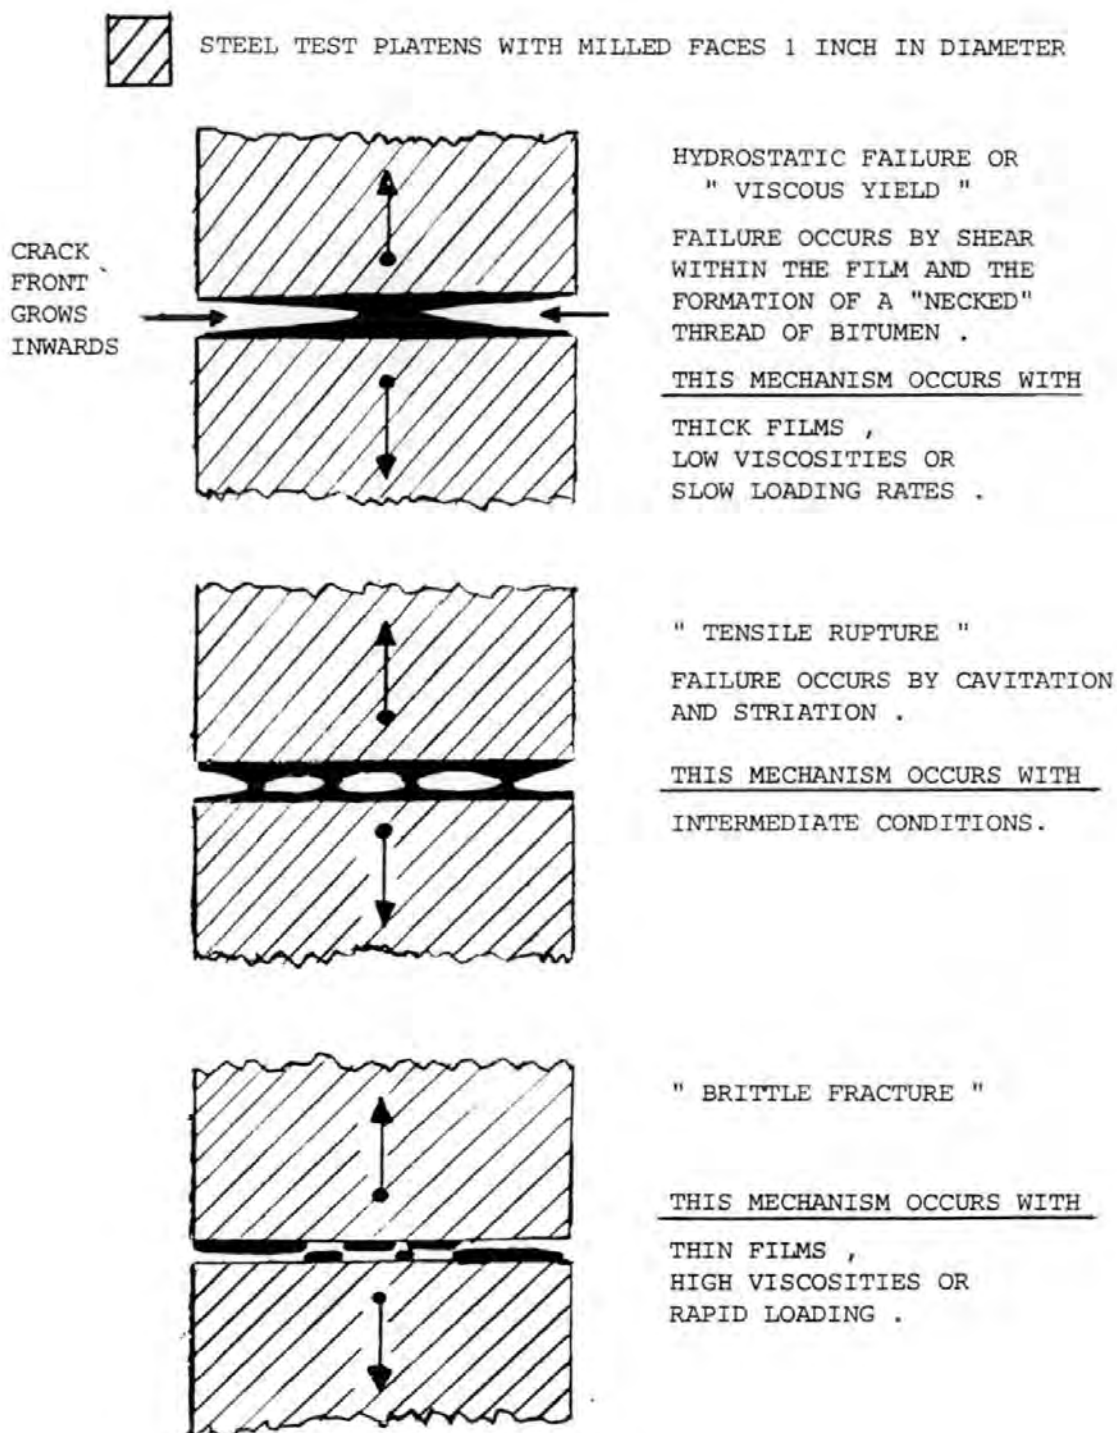 STEEL TEST PLATENS WITH MILLED FACES 1 INCH IN DIAMETER
HYDROSTATIC FAILURE OR
" VISCOUS YIELD "
FAILURE OCCURS BY SHEAR
WITHIN THE FILM AND THE
FORMATION OF A "NECKED"
THREAD OF BITUMEN .
THIS MECHANISM OCCURS WITH
THICK FILMS ,
LOW VISCOSITIES OR
SLOW LOADING RATES .
CRACK
FRONT
GROWS
INWARDS
" TENSILE RUPTURE "
FAILURE OCCURS BY CAVITATION
AND STRIATION .
THIS MECHANISM OCCURS WITH
INTERMEDIATE CONDITIONS.
" BRITTLE FRACTURE "
THIS MECHANISM OCCURS WITH
THIN FILMS ,
HIGH VISCOSITIES OR
RAPID LOADING .